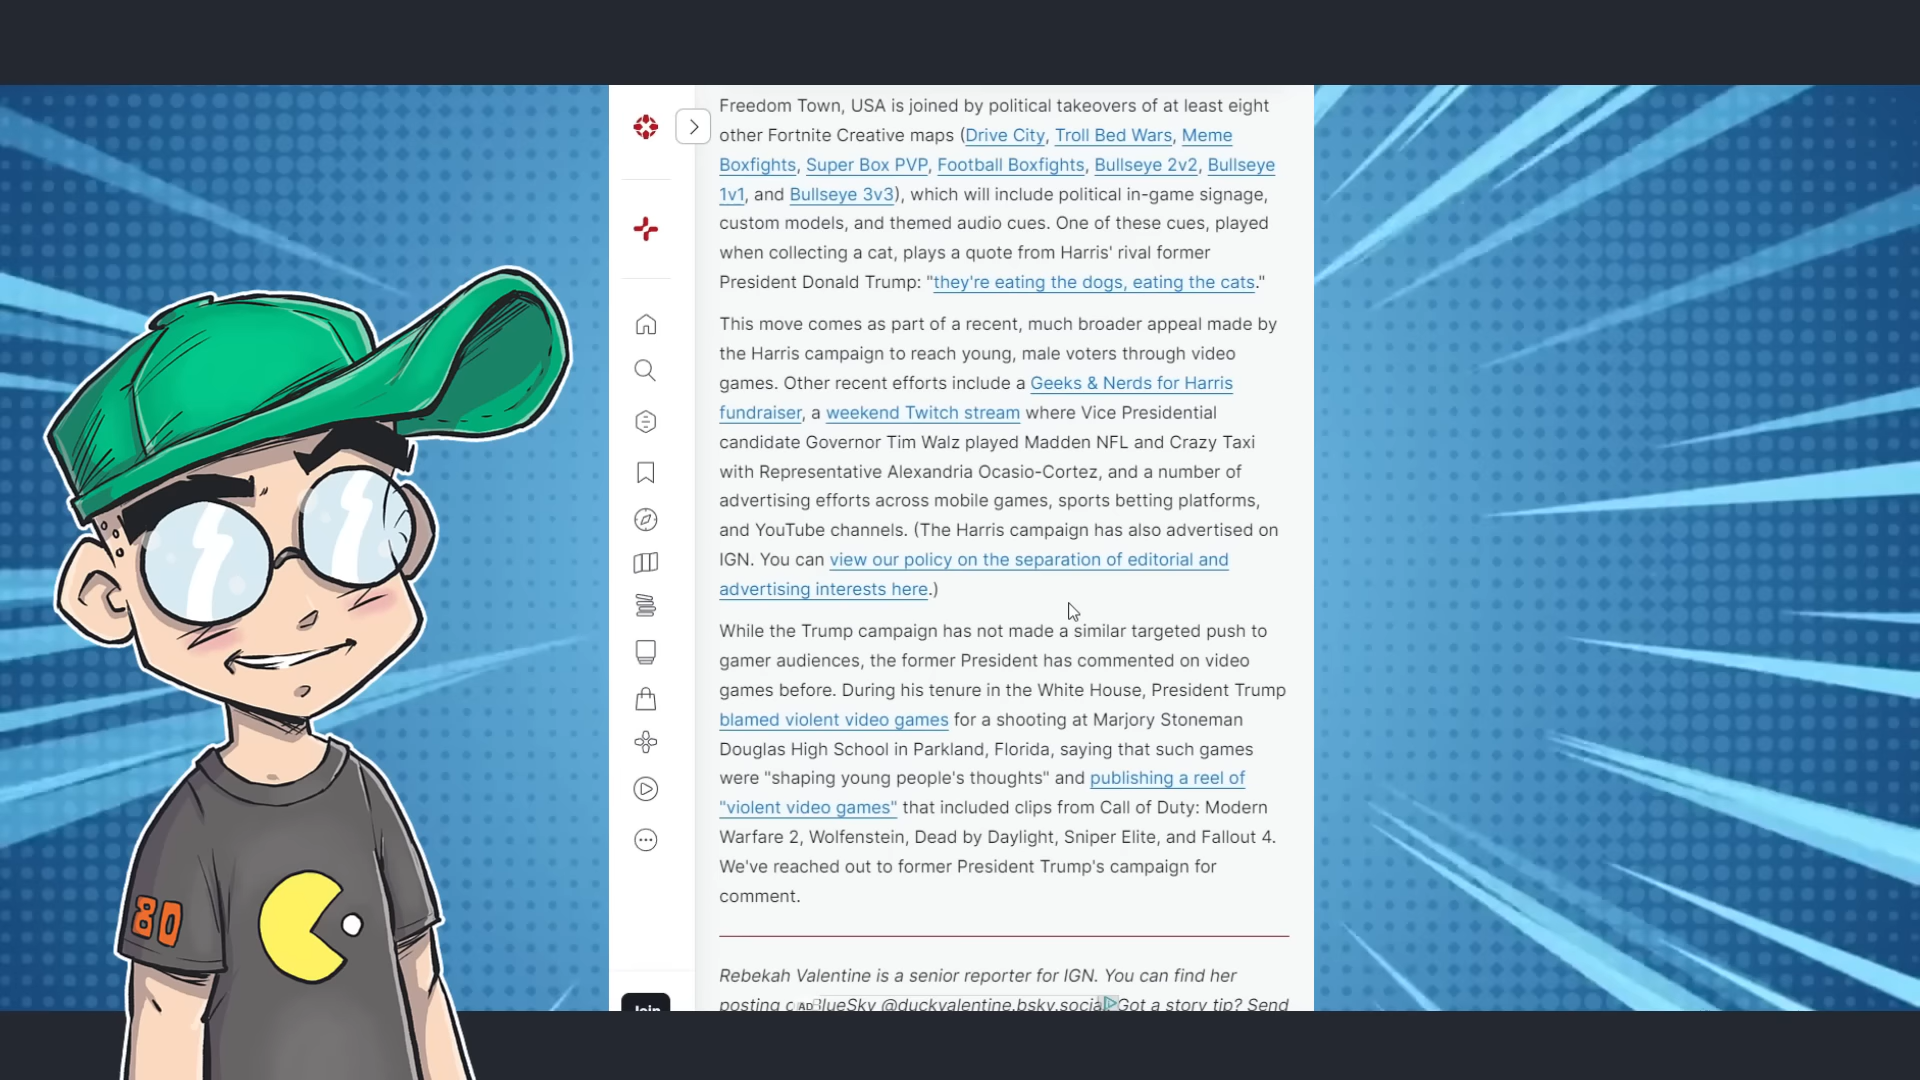 Freedom Town, USA is joined by political takeovers of at least eight
other Fortnite Creative maps (Drive City, Troll Bed Wars, Meme
Boxfights, Super Box PVP, Football Boxfights, Bullseye 2v2, Bullseye
1v1, and Bullseye 3v3), which will include political in-game signage,
custom models, and themed audio cues. One of these cues, played
when collecting a cat, plays a quote from Harris' rival former
President Donald Trump: "they're eating the dogs, eating the cats."
This move comes as part of a recent, much broader appeal made by
the Harris campaign to reach young, male voters through video
games. Other recent efforts include a Geeks & Nerds for Harris
fundraiser, a weekend Twitch stream where Vice Presidential
candidate Governor Tim Walz played Madden NFL and Crazy Taxi
with Representative Alexandria Ocasio-Cortez, and a number of
advertising efforts across mobile games, sports betting platforms,
and YouTube channels. (The Harris campaign has also advertised on
IGN. You can view our policy on the separation of editorial and
advertising interests here.)
While the Trump campaign has not made a similar targeted push to
gamer audiences, the former President has commented on video
games before. During his tenure in the White House, President Trump
blamed violent video games for a shooting at Marjory Stoneman
Douglas High School in Parkland, Florida, saying that such games
were "shaping young people's thoughts" and publishing a reel of
"violent video games" that included clips from Call of Duty: Modern
Warfare 2, Wolfenstein, Dead by Daylight, Sniper Elite, and Fallout 4.
We've reached out to former President Trump's campaign for
comment.
Rebekah Valentine is a senior reporter for IGN. You can find her
posting BlueSky @duckvalentine.bsky.social Got a story tip? Send
AD
Join
80